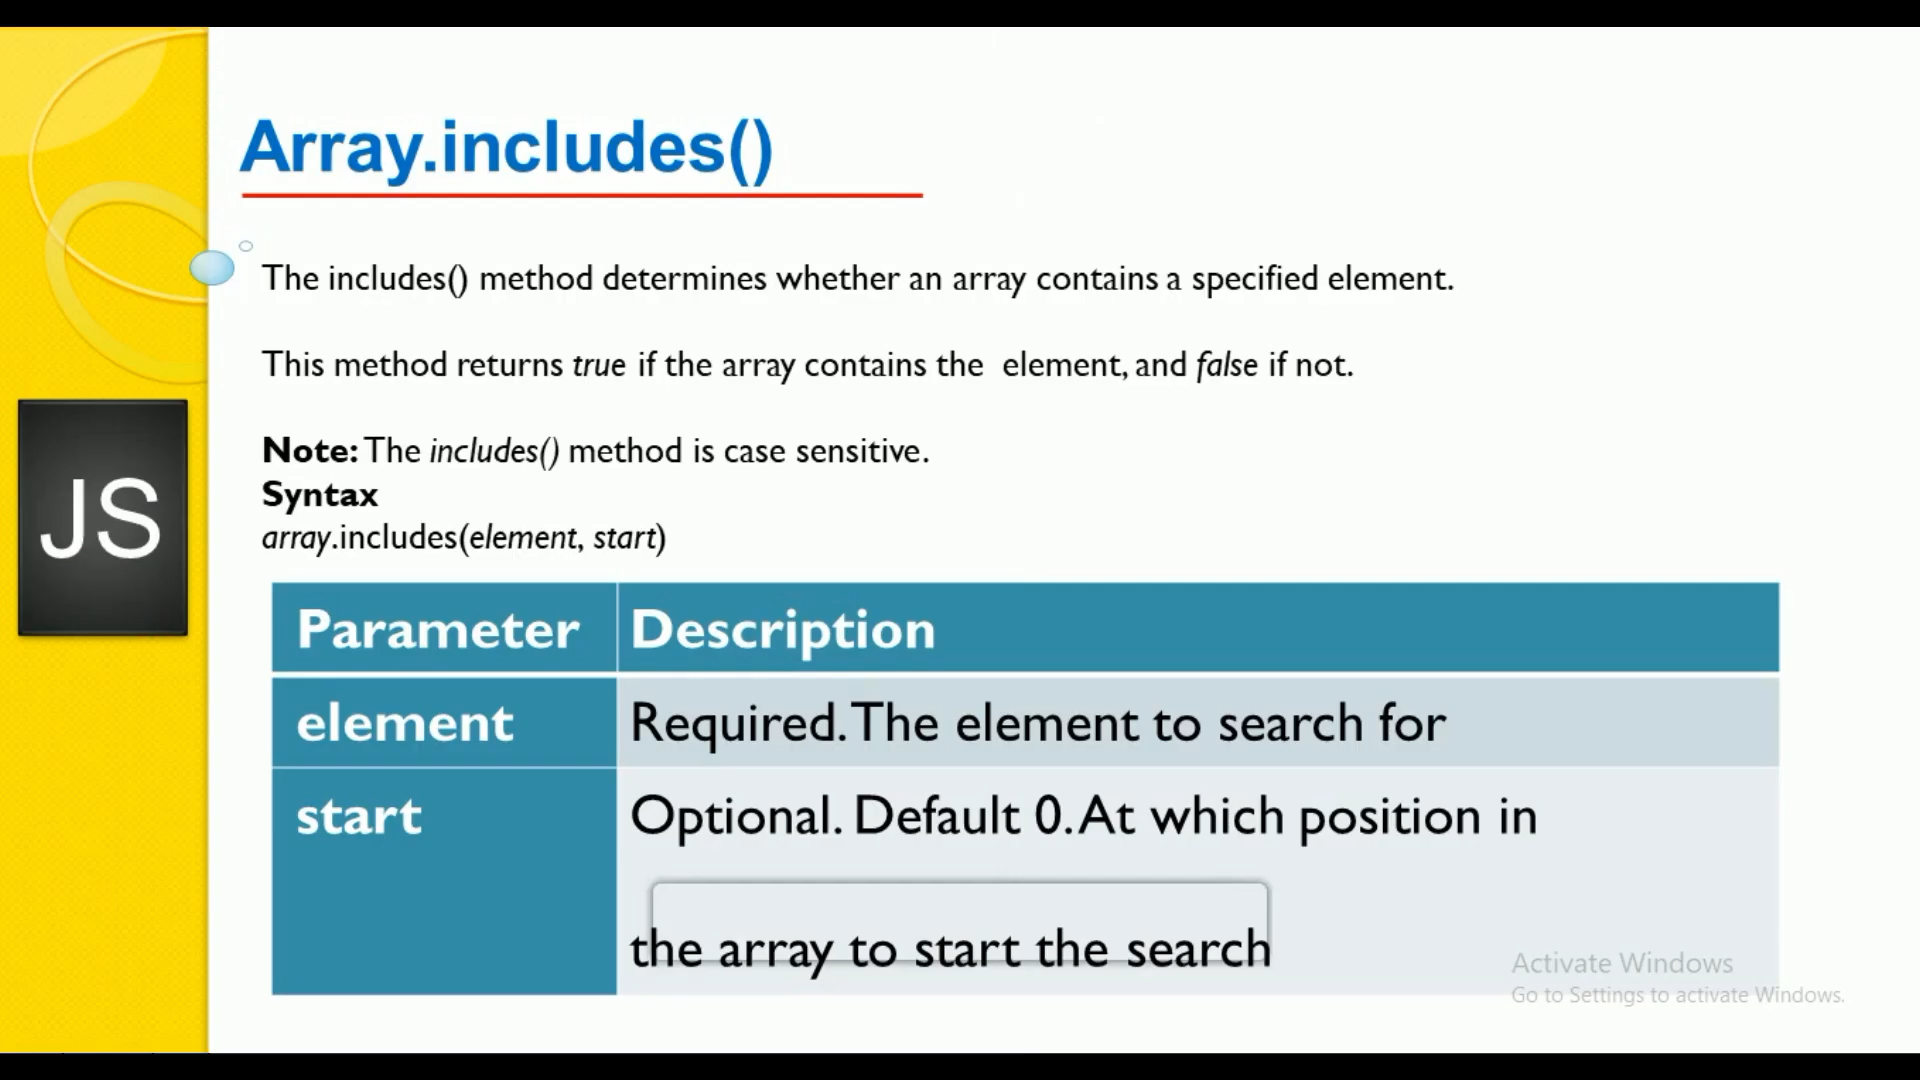 Array.includes()
The includes() method determines whether an array contains a specified element.
This method returns true if the array contains the element, and false if not.
Note: The includes() method is case sensitive.
Syntax
array.includes(element, start)
JS
Parameter Description
element Required. The element to search for
start Optional. Default 0. At which position in
the array to start the search
Activate Windows
Go to Settings to activate Windows.